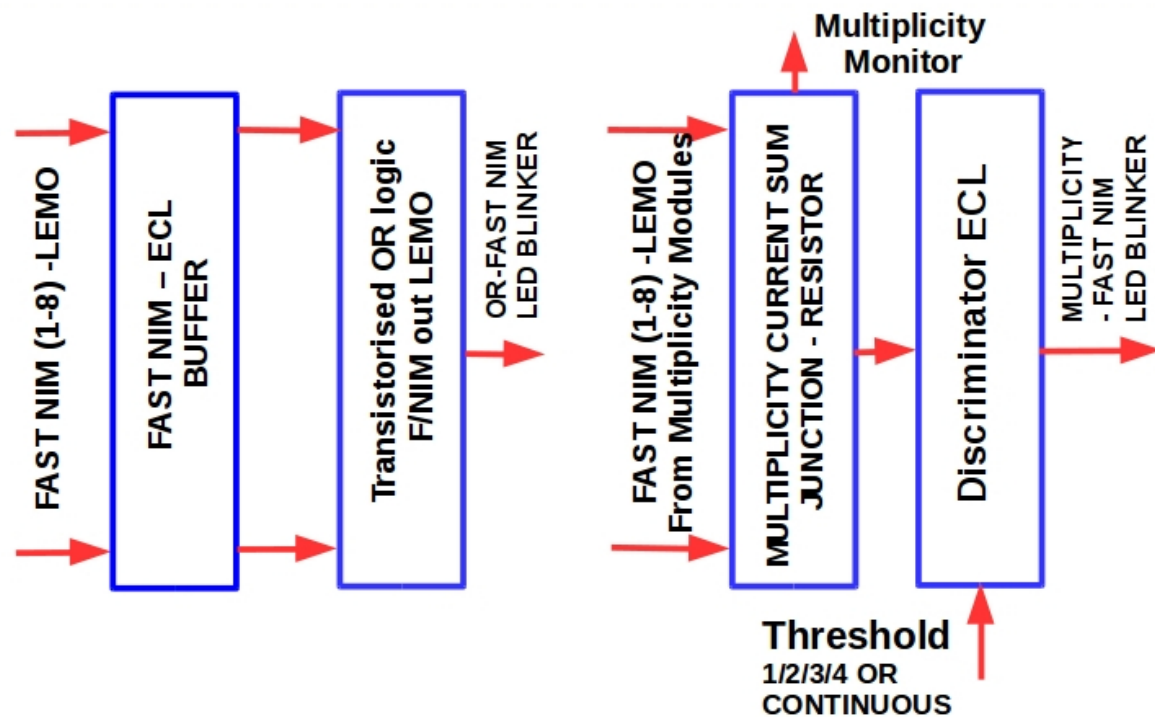 FAST NIM (1-8) -LEMO
FAST NIM – ECL
BUFFER
Transistorised OR logic
F/NIM out LEMO
OR-FAST NIM
LED BLINKER
Multiplicity
Monitor
FAST NIM (1-8) -LEMO
From Multiplicity Modules
MULTIPLICITY CURRENT SUM
JUNCTION - RESISTOR
Discriminator ECL
MULTIPLICITY
- FAST NIM
LED BLINKER
Threshold
1/2/3/4 OR
CONTINUOUS